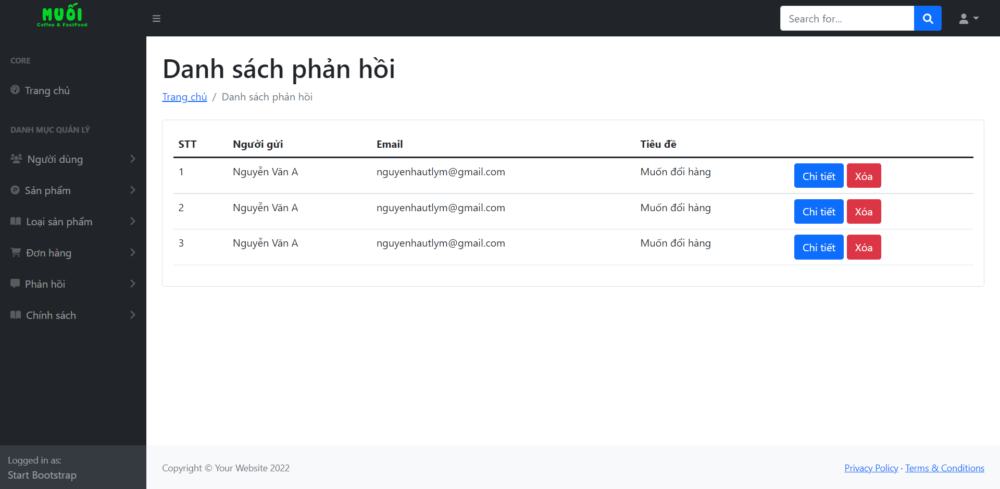 MUỐI
Coffee & FastFood
Search for...
CORE
Trang chủ
DANH MỤC QUẢN LÝ
Người dùng
Sản phẩm
Loại sản phẩm
Đơn hàng
Phản hồi
Chính sách
Logged in as:
Start Bootstrap
Danh sách phản hồi
Trang chủ / Danh sách phản hồi
STT Người gửi Email Tiêu đề
1 Nguyễn Văn A nguyenhautlym@gmail.com Muốn đổi hàng Chi tiết Xóa
2 Nguyễn Văn A nguyenhautlym@gmail.com Muốn đổi hàng Chi tiết Xóa
3 Nguyễn Văn A nguyenhautlym@gmail.com Muốn đổi hàng Chi tiết Xóa
Copyright © Your Website 2022
Privacy Policy · Terms & Conditions